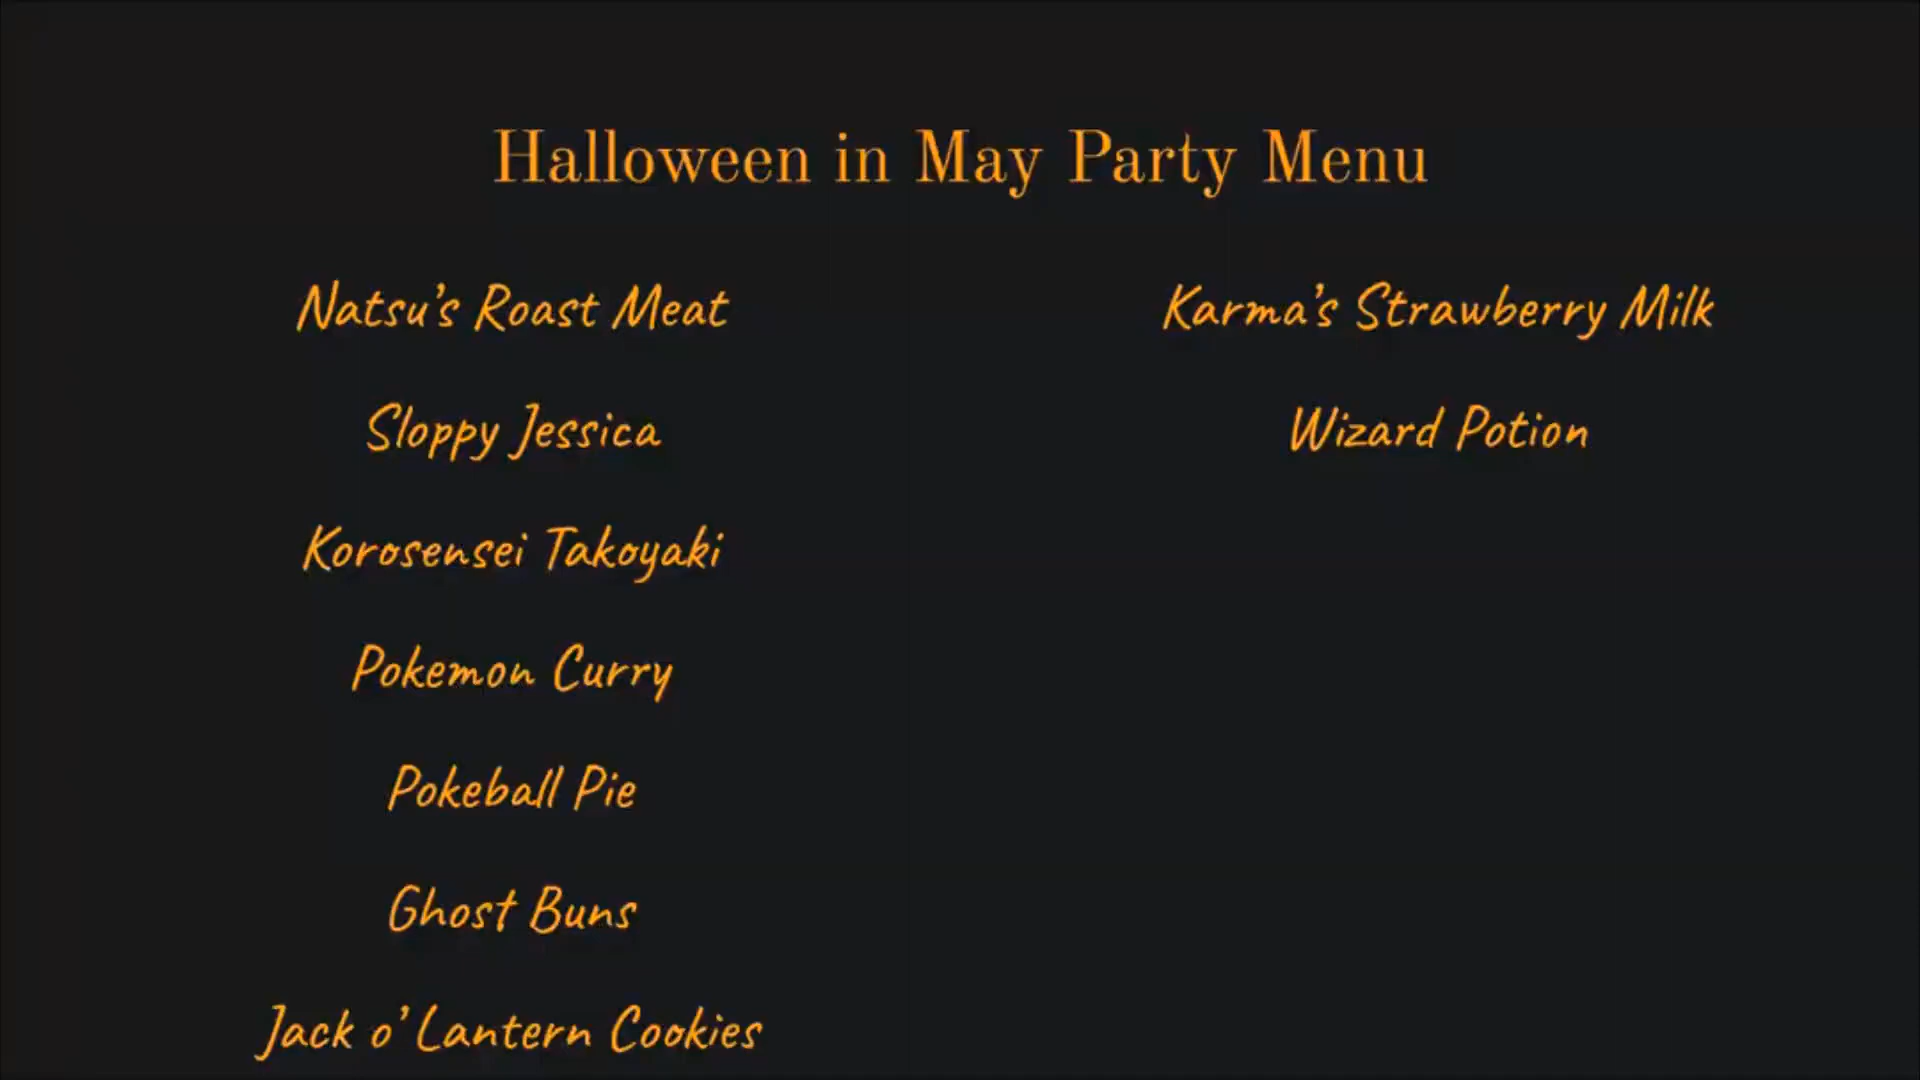 Halloween in May Party Menu
Natsu's Roast Meat
Sloppy Jessica
Korosensei Takoyaki
Pokemon Curry
Pokeball Pie
Ghost Buns
Jack o' Lantern Cookies
Karma's Strawberry Milk
Wizard Potion